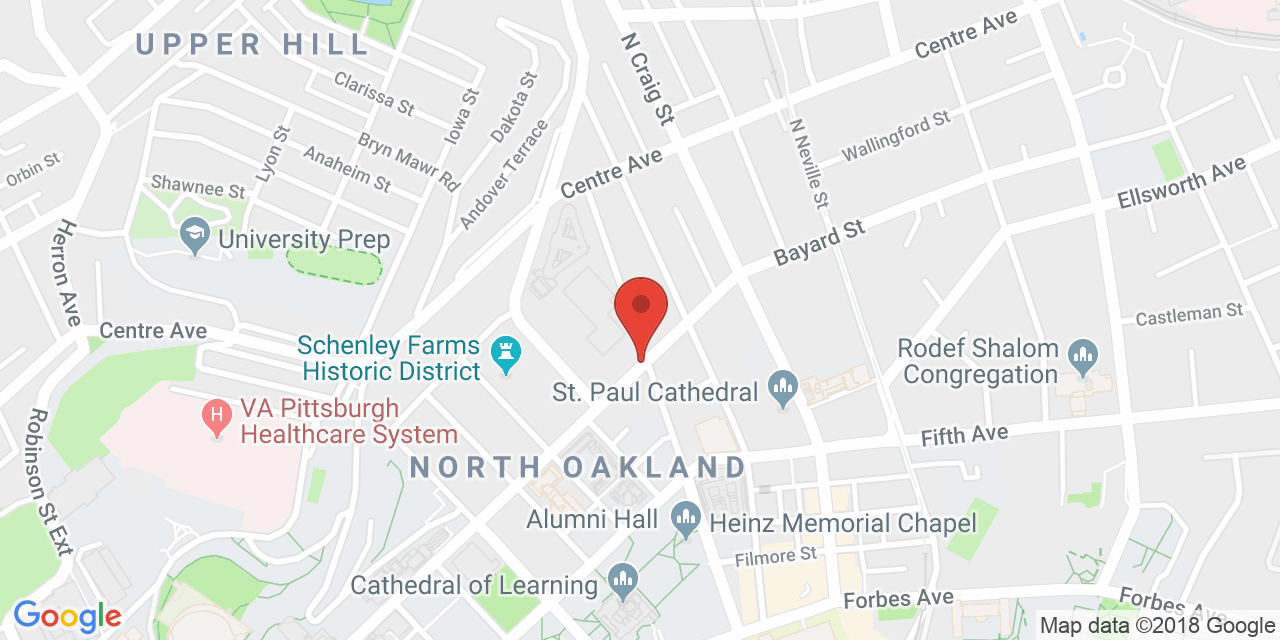 UPPER HILL
N Craig St
Centre Ave
Clarissa St
Iowa St
Dakota St
Wallingford St
N Neville St
Lyon St
Bryn Mawr Rd
Andover Terrace
Centre Ave
Orbin St
Anaheim St
Shawnee St
Ellsworth Ave
Herron Ave
University Prep
Bayard St
Castleman St
Centre Ave
Schenley Farms
Historic District
Rodef Shalom
Congregation
St. Paul Cathedral
VA Pittsburgh
Healthcare System
H
Robinson St Ext
Fifth Ave
NORTH OAKLAND
Alumni Hall
Heinz Memorial Chapel
Filmore St
Cathedral of Learning
Forbes Ave
Forbes Ave
Google
Map data ©2018 Google